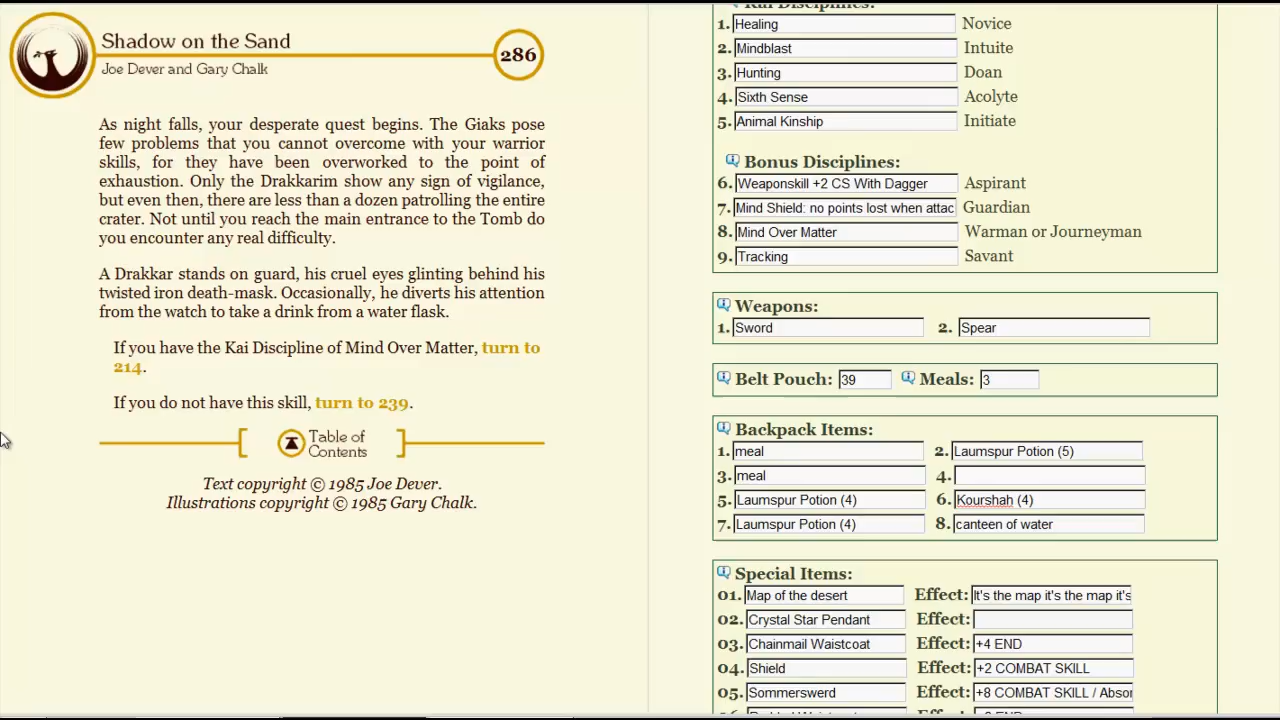 Shadow on the Sand
Joe Dever and Gary Chalk
286
As night falls, your desperate quest begins. The Giaks pose
few problems that you cannot overcome with your warrior
skills, for they have been overworked to the point of
exhaustion. Only the Drakkarim show any sign of vigilance,
but even then, there are less than a dozen patrolling the entire
crater. Not until you reach the main entrance to the Tomb do
you encounter any real difficulty.
A Drakkar stands on guard, his cruel eyes glinting behind his
twisted iron death-mask. Occasionally, he diverts his attention
from the watch to take a drink from a water flask.
If you have the Kai Discipline of Mind Over Matter, turn to
214.
If you do not have this skill, turn to 239.
Table of
Contents
Text copyright © 1985 Joe Dever.
Illustrations copyright © 1985 Gary Chalk.
Kai Disciplines:
1. Healing Novice
2. Mindblast Intuite
3. Hunting Doan
4. Sixth Sense Acolyte
5. Animal Kinship Initiate
Bonus Disciplines:
6. Weaponskill +2 CS With Dagger Aspirant
7. Mind Shield: no points lost when attac Guardian
8. Mind Over Matter Warman or Journeyman
9. Tracking Savant
Weapons:
1. Sword 2. Spear
Belt Pouch: 39 Meals: 3
Backpack Items:
1. meal 2. Laumspur Potion (5)
3. meal 4.
5. Laumspur Potion (4) 6. Kourshah (4)
7. Laumspur Potion (4) 8. canteen of water
Special Items:
01. Map of the desert Effect: It's the map it's the map it's
02. Crystal Star Pendant Effect:
03. Chainmail Waistcoat Effect: +4 END
04. Shield Effect: +2 COMBAT SKILL
05. Sommerswerd Effect: +8 COMBAT SKILL / Absor